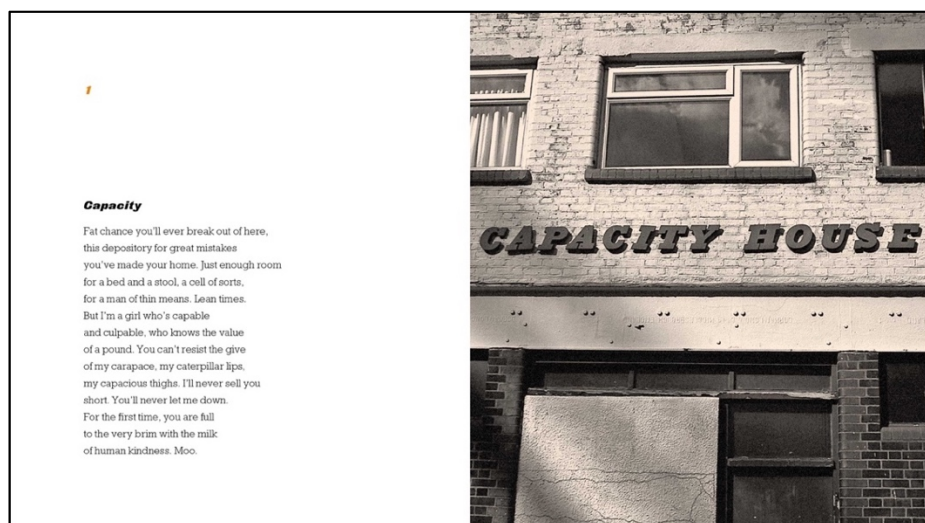 1
Capacity
Fat chance you'll ever break out of here,
this depository for great mistakes
you've made your home. Just enough room
for a bed and a stool, a cell of sorts,
for a man of thin means. Lean times.
But I'm a girl who's capable
and culpable, who knows the value
of a pound. You can't resist the give
of my carapace, my caterpillar lips,
my capacious thighs. I'll never sell you
short. You'll never let me down.
For the first time, you are full
to the very brim with the milk
of human kindness. Moo.
CAPACITY HOUSE